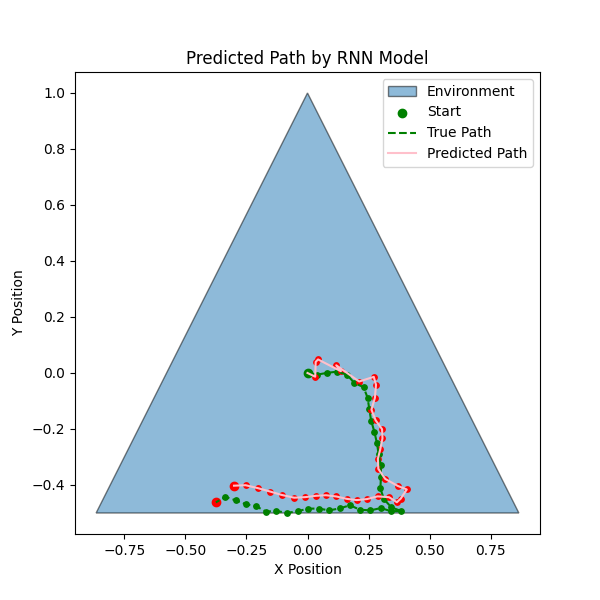 Predicted Path by RNN Model
Environment
Start
True Path
Predicted Path
1.0
0.8
0.6
0.4
0.2
0.0
−0.2
−0.4
Y Position
−0.75
−0.50
−0.25
0.00
0.25
0.50
0.75
X Position